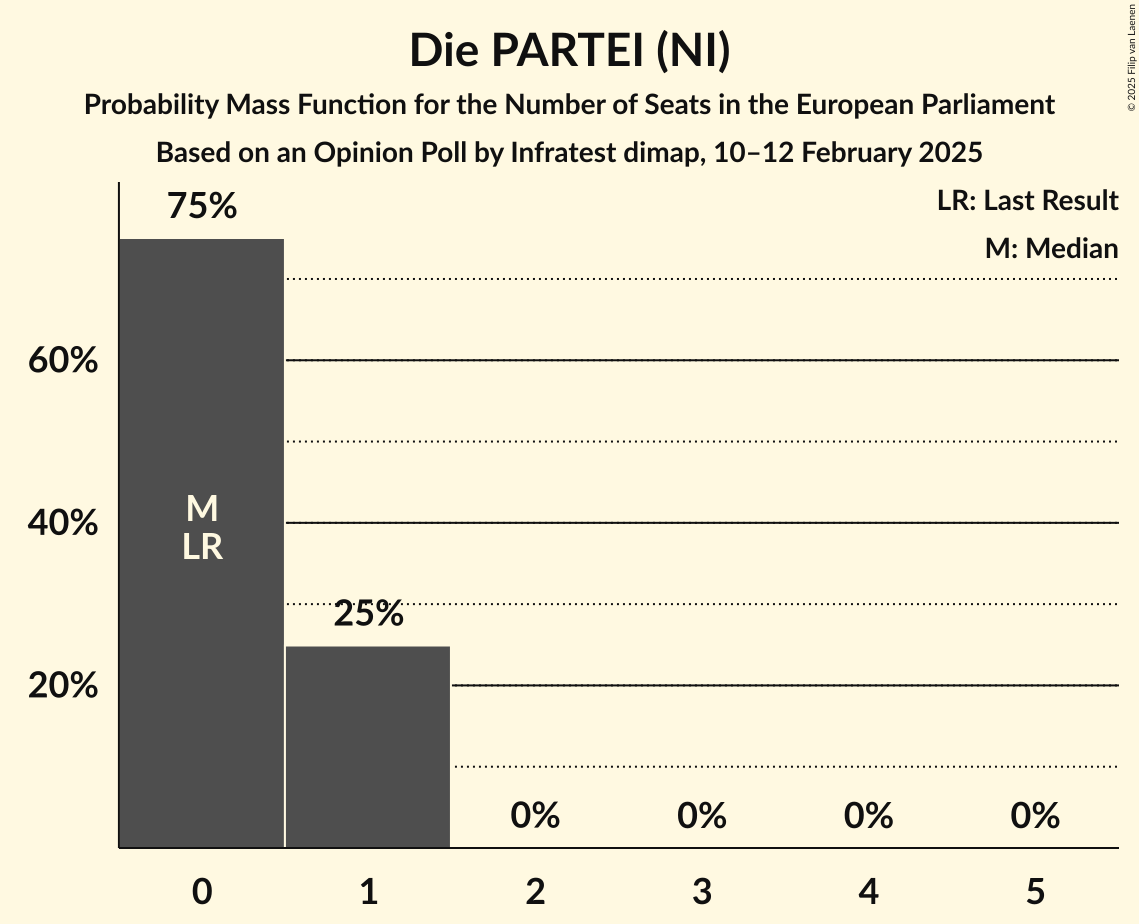 Die PARTEI (NI)
Probability Mass Function for the Number of Seats in the European Parliament
Based on an Opinion Poll by Infratest dimap, 10–12 February 2025
© 2025 Filip van Laenen
LR: Last Result
M: Median
75%
60%
M
40%
LR
25%
20%
0% 0% 0% 0%
0 1 2 3 4 5